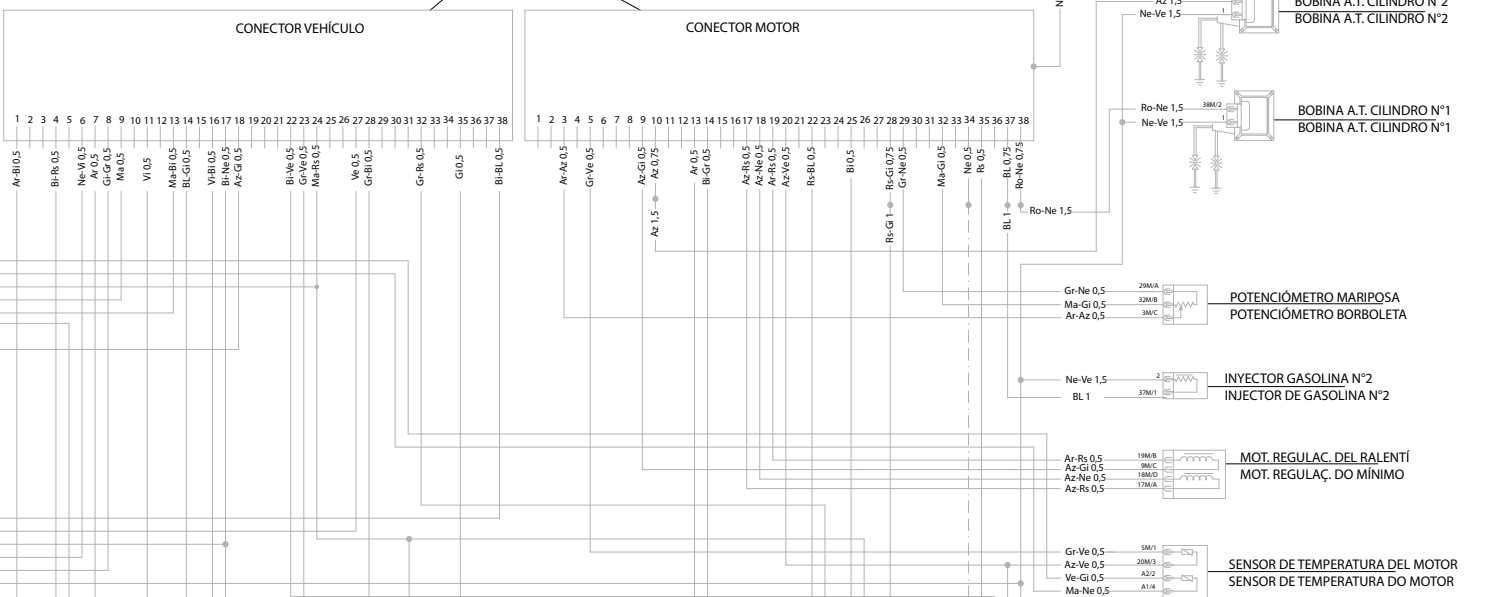 CONECTOR VEHÍCULO
1 2 3 4 5 6 7 8 9 10 11 12 13 14 15 16 17 18 19 20 21 22 23 24 26 27 28 29 30 31 32 33 34 35 36 37 38
Ar-Bi 0,5
Bi-Rs 0,5
Ne-Vi 0,5
Ar 0,5
Gi-Gr 0,5
Ma 0,5
Vi 0,5
Ma-Bi 0,5
BL-Gi 0,5
Vi-Bi 0,5
Bi-Ne 0,5
Az-Gi 0,5
Bi-Ve 0,5
Gr-Ve 0,5
Ma-Rs 0,5
Ve 0,5
Gr-Bi 0,5
Gr-Rs 0,5
Gi 0,5
Bi-BL 0,5
CONECTOR MOTOR
1 2 3 4 5 6 7 8 9 10 11 12 13 14 15 16 17 18 19 20 21 22 23 24 26 27 28 29 30 31 32 33 34 35 36 37 38
Ar-Az 0,5
Gr-Ve 0,5
Az-Gi 0,5
Az 0,75
Az 1,5
Ar 0,5
Bi-Gr 0,5
Az-Rs 0,5
Az-Ne 0,5
Ar-Rs 0,5
Az-Ve 0,5
Rs-BL 0,5
Bi 0,5
Rs-Gi 0,75
Rs-Gi 1
Gr-Ne 0,5
Ma-Gi 0,5
Ne 0,5
Rs 0,5
BL 0,75
BL 1
Ro-Ne 0,75
Ro-Ne 1,5
N
Az 1,5
Ne-Ve 1,5
1
BOBINA A.T. CILINDRO N°2
BOBINA A.T. CILINDRO N°2
Ro-Ne 1,5
38M/2
Ne-Ve 1,5
1
BOBINA A.T. CILINDRO N°1
BOBINA A.T. CILINDRO N°1
Gr-Ne 0,5
29M/A
Ma-Gi 0,5
32M/B
Ar-Az 0,5
3M/C
POTENCIÓMETRO MARIPOSA
POTENCIÓMETRO BORBOLETA
Ne-Ve 1,5
2
BL 1
37M/1
INYECTOR GASOLINA N°2
INJECTOR DE GASOLINA N°2
Ar-Rs 0,5
19M/B
Az-Gi 0,5
9M/C
Az-Ne 0,5
18M/D
Az-Rs 0,5
17M/A
MOT. REGULAC. DEL RALENTÍ
MOT. REGULAÇ. DO MÍNIMO
Gr-Ve 0,5
5M/1
Az-Ve 0,5
20M/3
Ve-Gi 0,5
A2/2
Ma-Ne 0,5
A1/4
SENSOR DE TEMPERATURA DEL MOTOR
SENSOR DE TEMPERATURA DO MOTOR